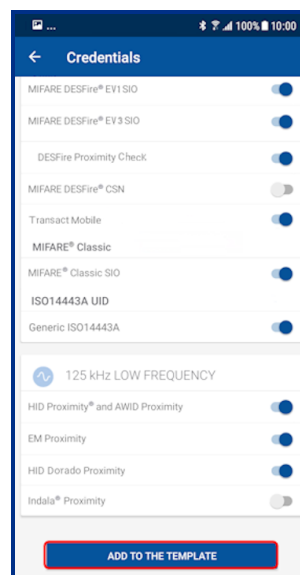 ... 100% 10:00
Credentials
MIFARE DESFire® EV1 SIO
MIFARE DESFire® EV3 SIO
DESFire Proximity Check
MIFARE DESFire® CSN
Transact Mobile
MIFARE® Classic
MIFARE® Classic SIO
ISO14443A UID
Generic ISO14443A
125 kHz LOW FREQUENCY
HID Proximity® and AWID Proximity
EM Proximity
HID Dorado Proximity
Indala® Proximity
ADD TO THE TEMPLATE